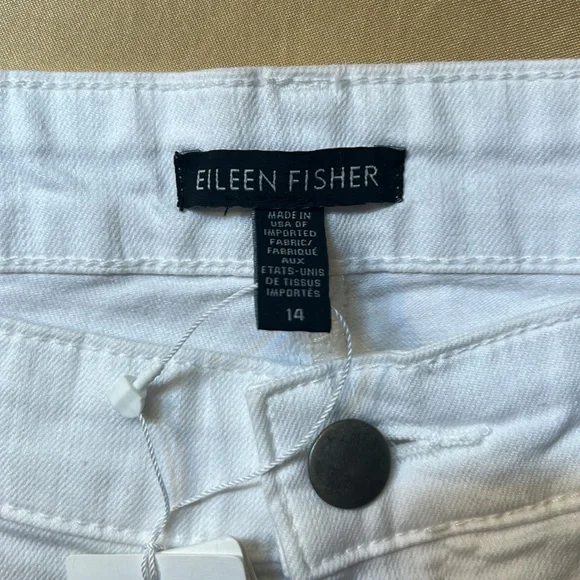 EILEEN FISHER
MADE IN
USA OF
IMPORTED
FABRIC/
FABRIQUÉ
AUX
ETATS-UNIS
DE TISSUS
IMPORTÉS
14